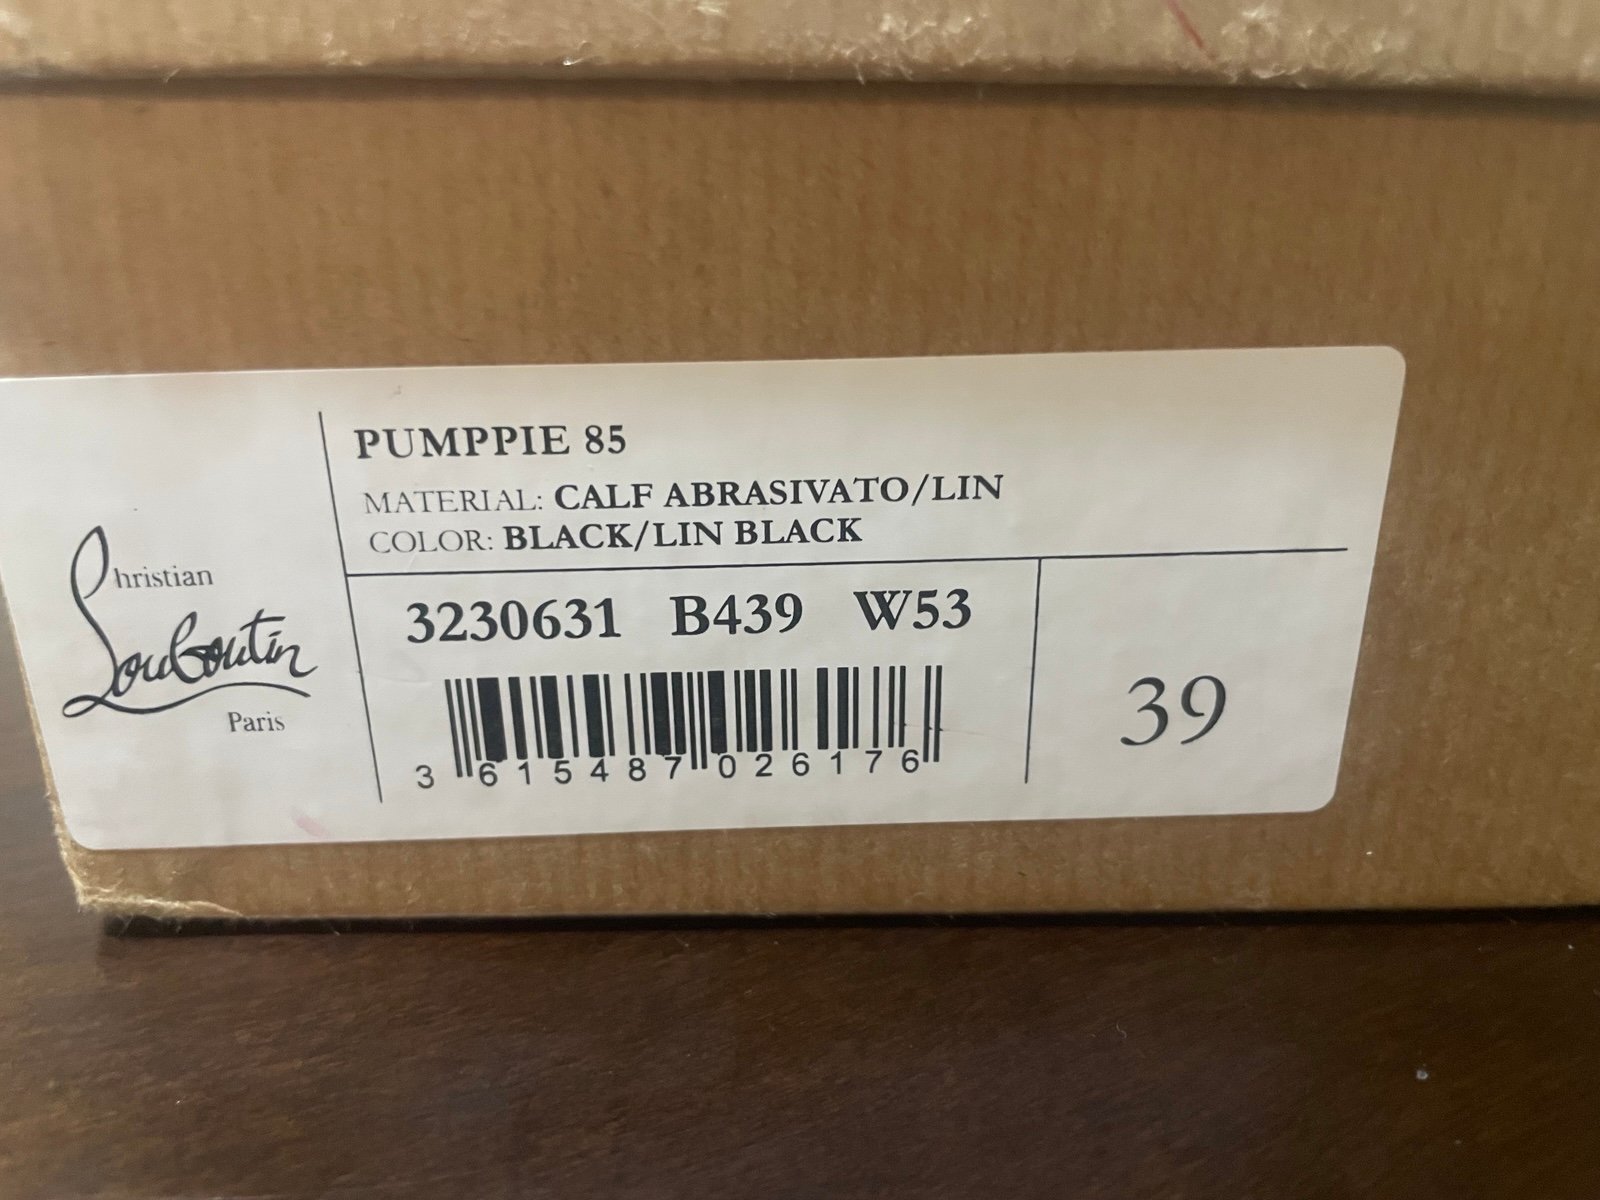 Christian
Louboutin
Paris
PUMPPIE 85
MATERIAL: CALF ABRASIVATO/LIN
COLOR: BLACK/LIN BLACK
3230631 B439 W53
3 615487 026176
39